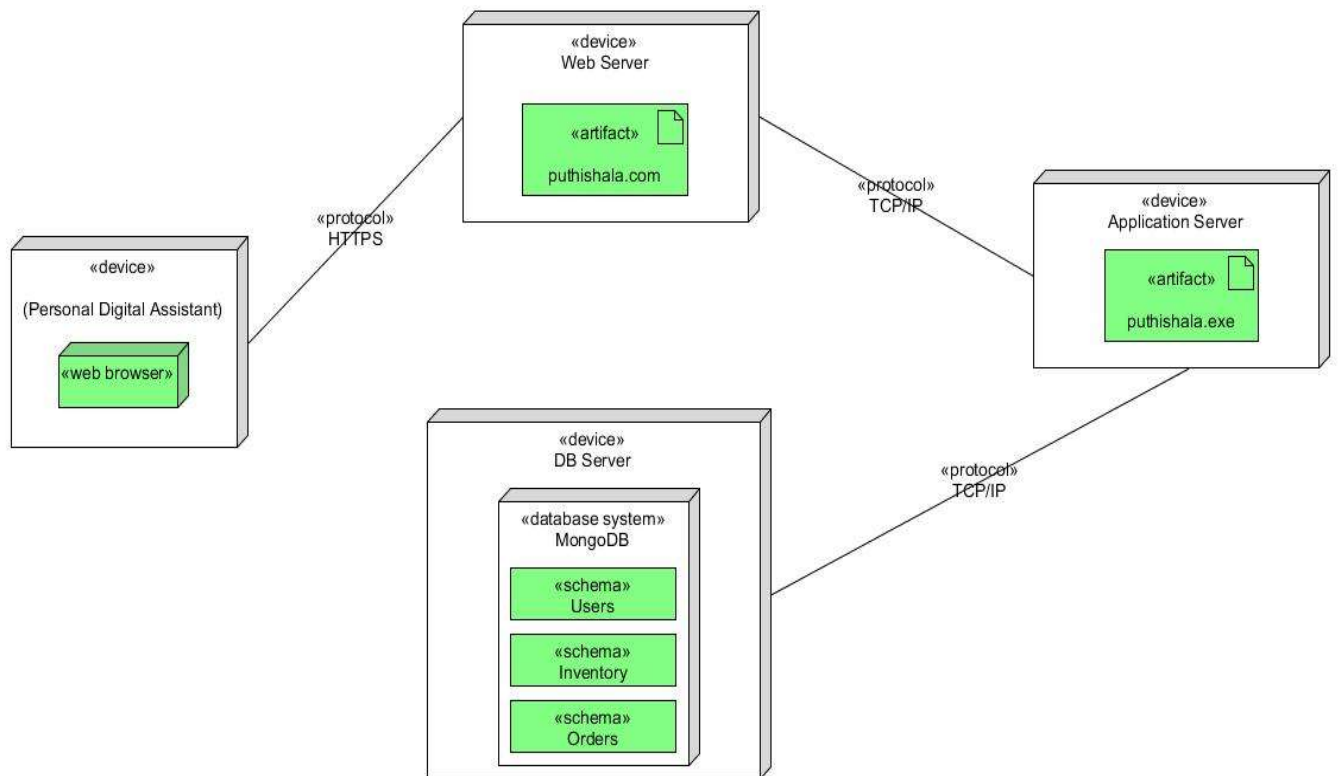 «device»
Web Server
«artifact»
puthishala.com
«protocol»
HTTPS
«protocol»
TCP/IP
«device»
Application Server
«artifact»
puthishala.exe
«device»
(Personal Digital Assistant)
«web browser»
«device»
DB Server
«database system»
MongoDB
«schema»
Users
«schema»
Inventory
«schema»
Orders
«protocol»
TCP/IP